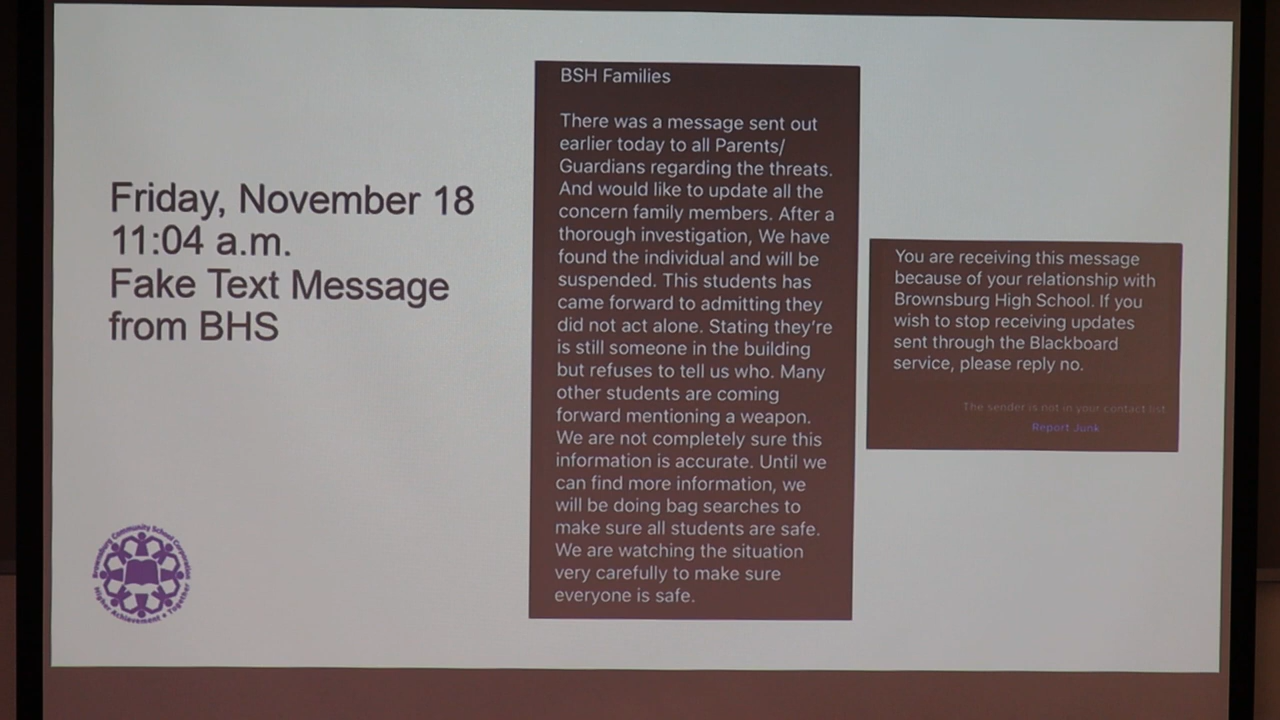 Friday, November 18
11:04 a.m.
Fake Text Message
from BHS
BSH Families
There was a message sent out
earlier today to all Parents/
Guardians regarding the threats.
And would like to update all the
concern family members. After a
thorough investigation, We have
found the individual and will be
suspended. This students has
came forward to admitting they
did not act alone. Stating they're
is still someone in the building
but refuses to tell us who. Many
other students are coming
forward mentioning a weapon.
We are not completely sure this
information is accurate. Until we
can find more information, we
will be doing bag searches to
make sure all students are safe.
We are watching the situation
very carefully to make sure
everyone is safe.
You are receiving this message
because of your relationship with
Brownsburg High School. If you
wish to stop receiving updates
sent through the Blackboard
service, please reply no.
The sender is not in your contact list.
Report Junk
Brownsburg Community School Corporation
Higher Achievement • Together